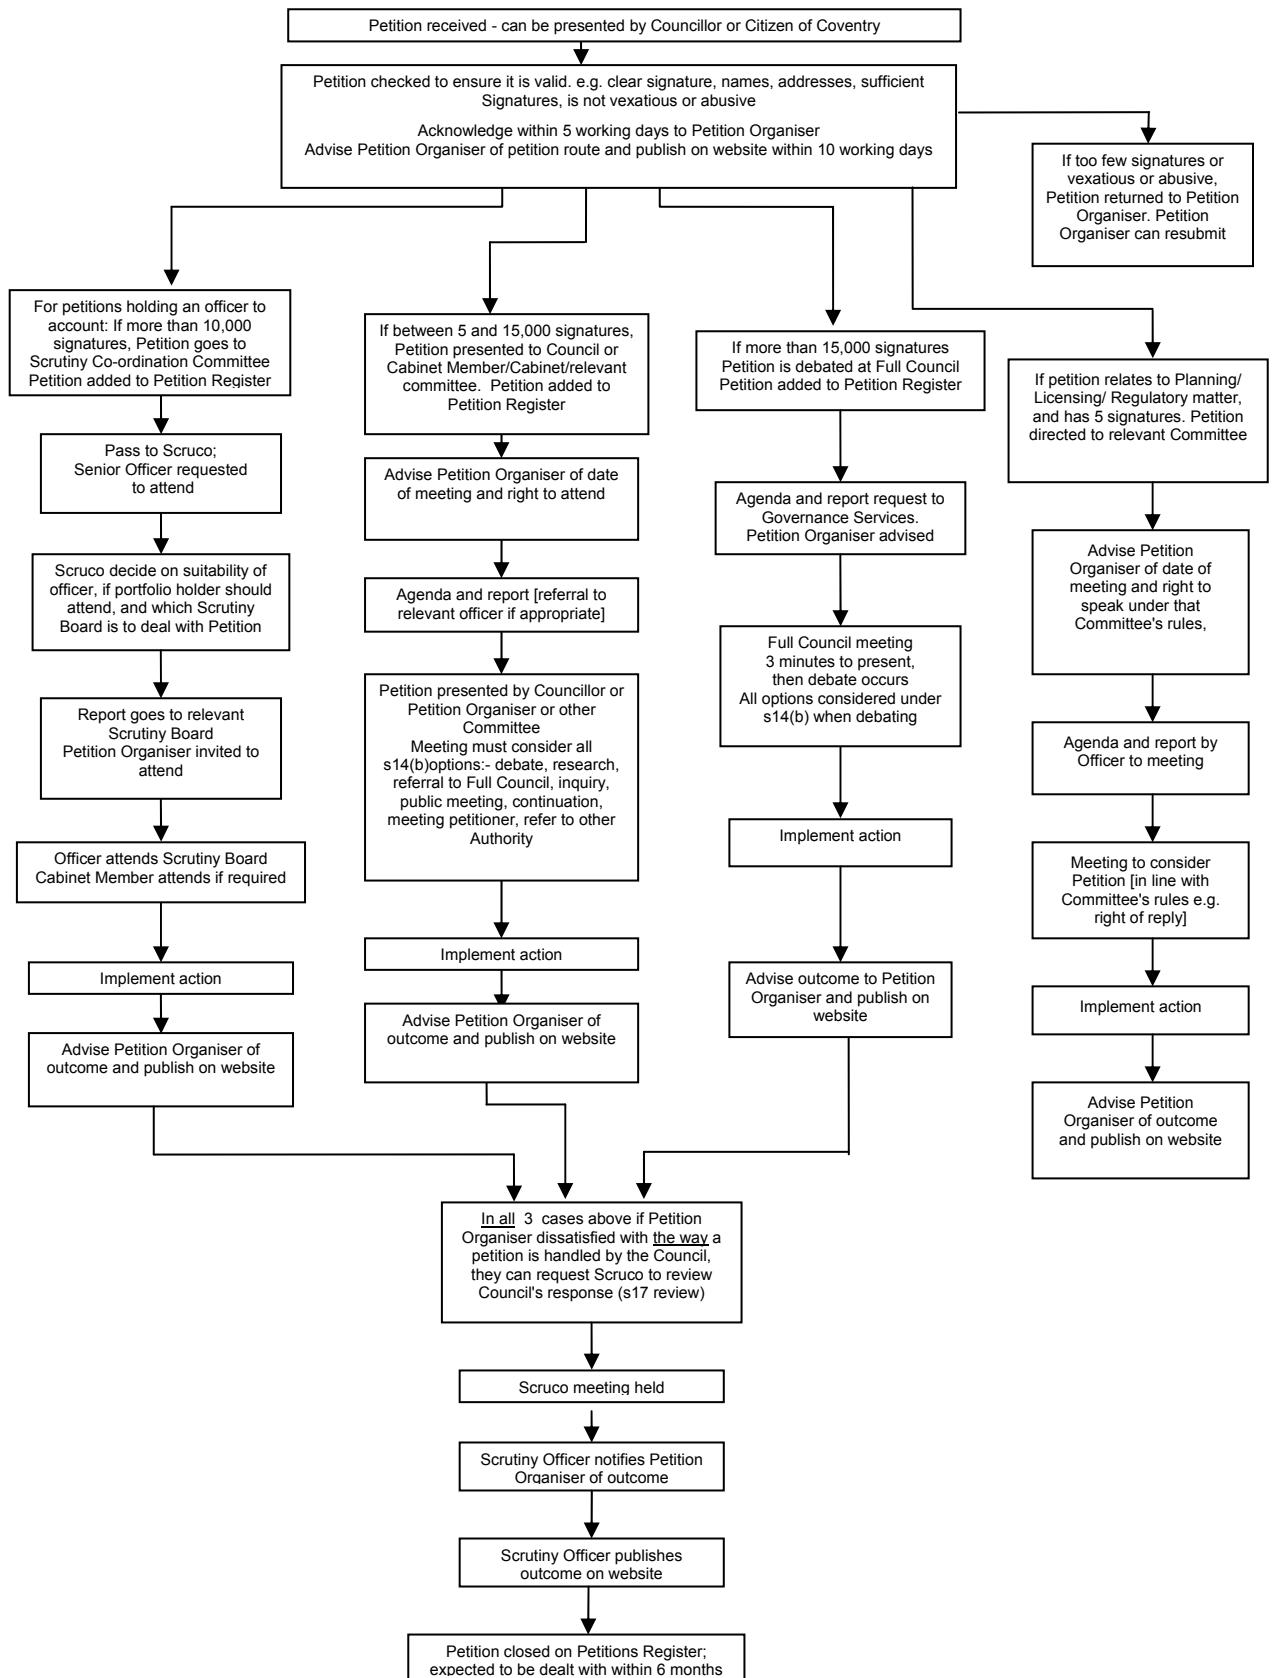 Petition received - can be presented by Councillor or Citizen of Coventry
Petition checked to ensure it is valid. e.g. clear signature, names, addresses, sufficient
Signatures, is not vexatious or abusive
Acknowledge within 5 working days to Petition Organiser
Advise Petition Organiser of petition route and publish on website within 10 working days
If too few signatures or
vexatious or abusive,
Petition returned to Petition
Organiser. Petition
Organiser can resubmit
For petitions holding an officer to
account: If more than 10,000
signatures, Petition goes to
Scrutiny Co-ordination Committee
Petition added to Petition Register
Pass to Scruco;
Senior Officer requested
to attend
Scruco decide on suitability of
officer, if portfolio holder should
attend, and which Scrutiny
Board is to deal with Petition
Report goes to relevant
Scrutiny Board
Petition Organiser invited to
attend
Officer attends Scrutiny Board
Cabinet Member attends if required
Implement action
Advise Petition Organiser of
outcome and publish on website
If between 5 and 15,000 signatures,
Petition presented to Council or
Cabinet Member/Cabinet/relevant
committee. Petition added to
Petition Register
Advise Petition Organiser of date
of meeting and right to attend
Agenda and report [referral to
relevant officer if appropriate]
Petition presented by Councillor or
Petition Organiser or other
Committee
Meeting must consider all
s14(b)options:- debate, research,
referral to Full Council, inquiry,
public meeting, continuation,
meeting petitioner, refer to other
Authority
Implement action
Advise Petition Organiser of
outcome and publish on website
If more than 15,000 signatures
Petition is debated at Full Council
Petition added to Petition Register
Agenda and report request to
Governance Services.
Petition Organiser advised
Full Council meeting
3 minutes to present,
then debate occurs
All options considered under
s14(b) when debating
Implement action
Advise outcome to Petition
Organiser and publish on
website
If petition relates to Planning/
Licensing/ Regulatory matter,
and has 5 signatures. Petition
directed to relevant Committee
Advise Petition
Organiser of date of
meeting and right to
speak under that
Committee's rules,
Agenda and report by
Officer to meeting
Meeting to consider
Petition [in line with
Committee's rules e.g.
right of reply]
Implement action
Advise Petition
Organiser of outcome
and publish on website
In all 3 cases above if Petition
Organiser dissatisfied with the way a
petition is handled by the Council,
they can request Scruco to review
Council's response (s17 review)
Scruco meeting held
Scrutiny Officer notifies Petition
Organiser of outcome
Scrutiny Officer publishes
outcome on website
Petition closed on Petitions Register;
expected to be dealt with within 6 months